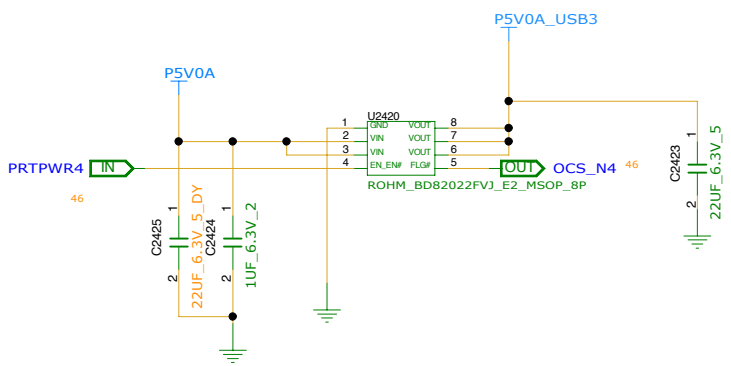 P5V0A_USB3
P5V0A
U2420
1 GND VOUT 8
2 VIN VOUT 7
3 VIN VOUT 6
4 EN_EN# FLG# 5
PRTPWR4 IN
OUT OCS_N4 46
ROHM_BD82022FVJ_E2_MSOP_8P
46
1
C2425
22UF_6.3V_5_DY
2
1
C2424
1UF_6.3V_2
2
1
C2423
22UF_6.3V_5
2